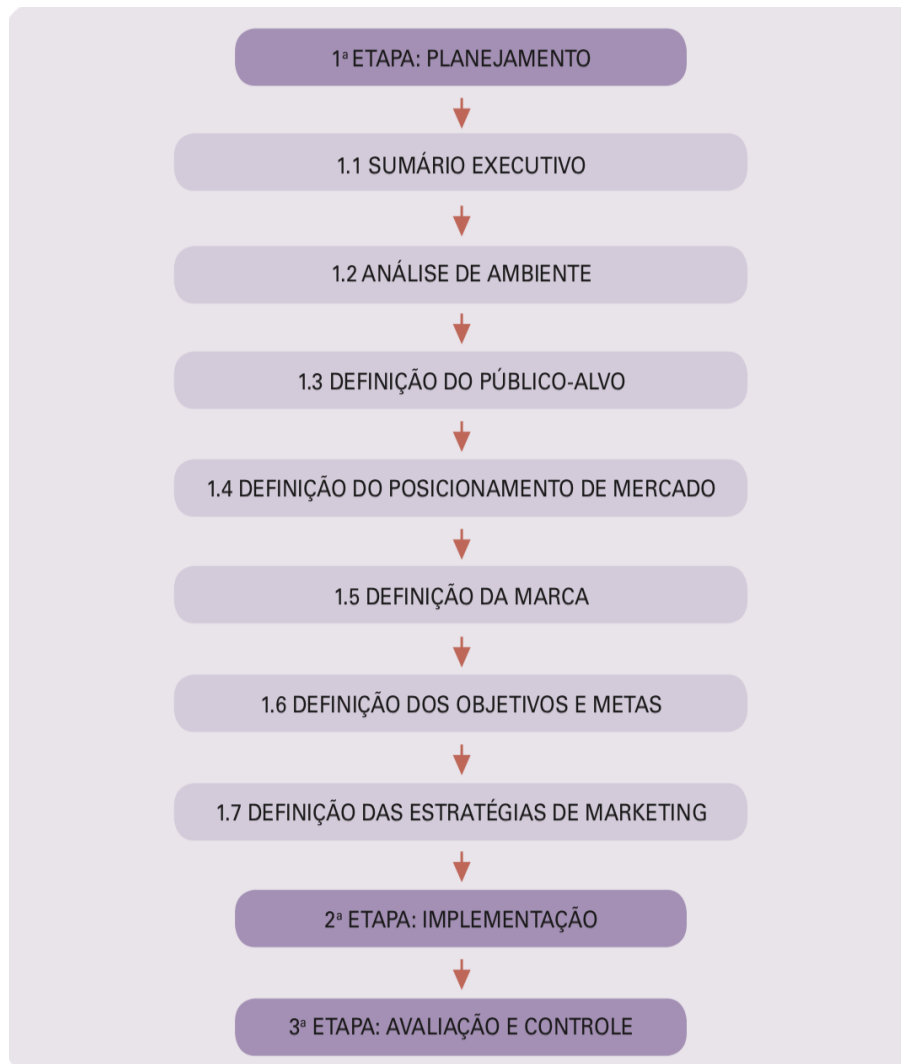 1ª ETAPA: PLANEJAMENTO
1.1 SUMÁRIO EXECUTIVO
1.2 ANÁLISE DE AMBIENTE
1.3 DEFINIÇÃO DO PÚBLICO-ALVO
1.4 DEFINIÇÃO DO POSICIONAMENTO DE MERCADO
1.5 DEFINIÇÃO DA MARCA
1.6 DEFINIÇÃO DOS OBJETIVOS E METAS
1.7 DEFINIÇÃO DAS ESTRATÉGIAS DE MARKETING
2ª ETAPA: IMPLEMENTAÇÃO
3ª ETAPA: AVALIAÇÃO E CONTROLE